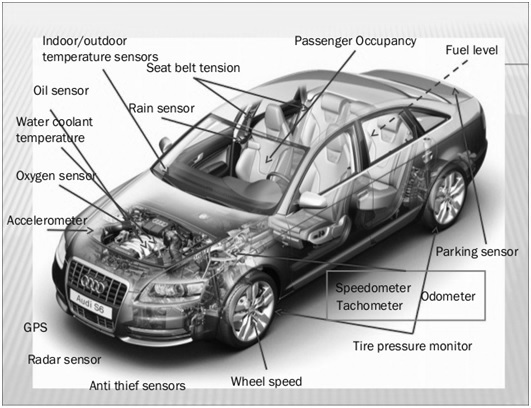 Indoor/outdoor
temperature sensors
Passenger Occupancy
Fuel level
Seat belt tension
Oil sensor
Rain sensor
Water coolant
temperature
Oxygen sensor
Accelerometer
Parking sensor
Speedometer
Tachometer
Odometer
Audi S6
GPS
Tire pressure monitor
Radar sensor
Anti thief sensors
Wheel speed